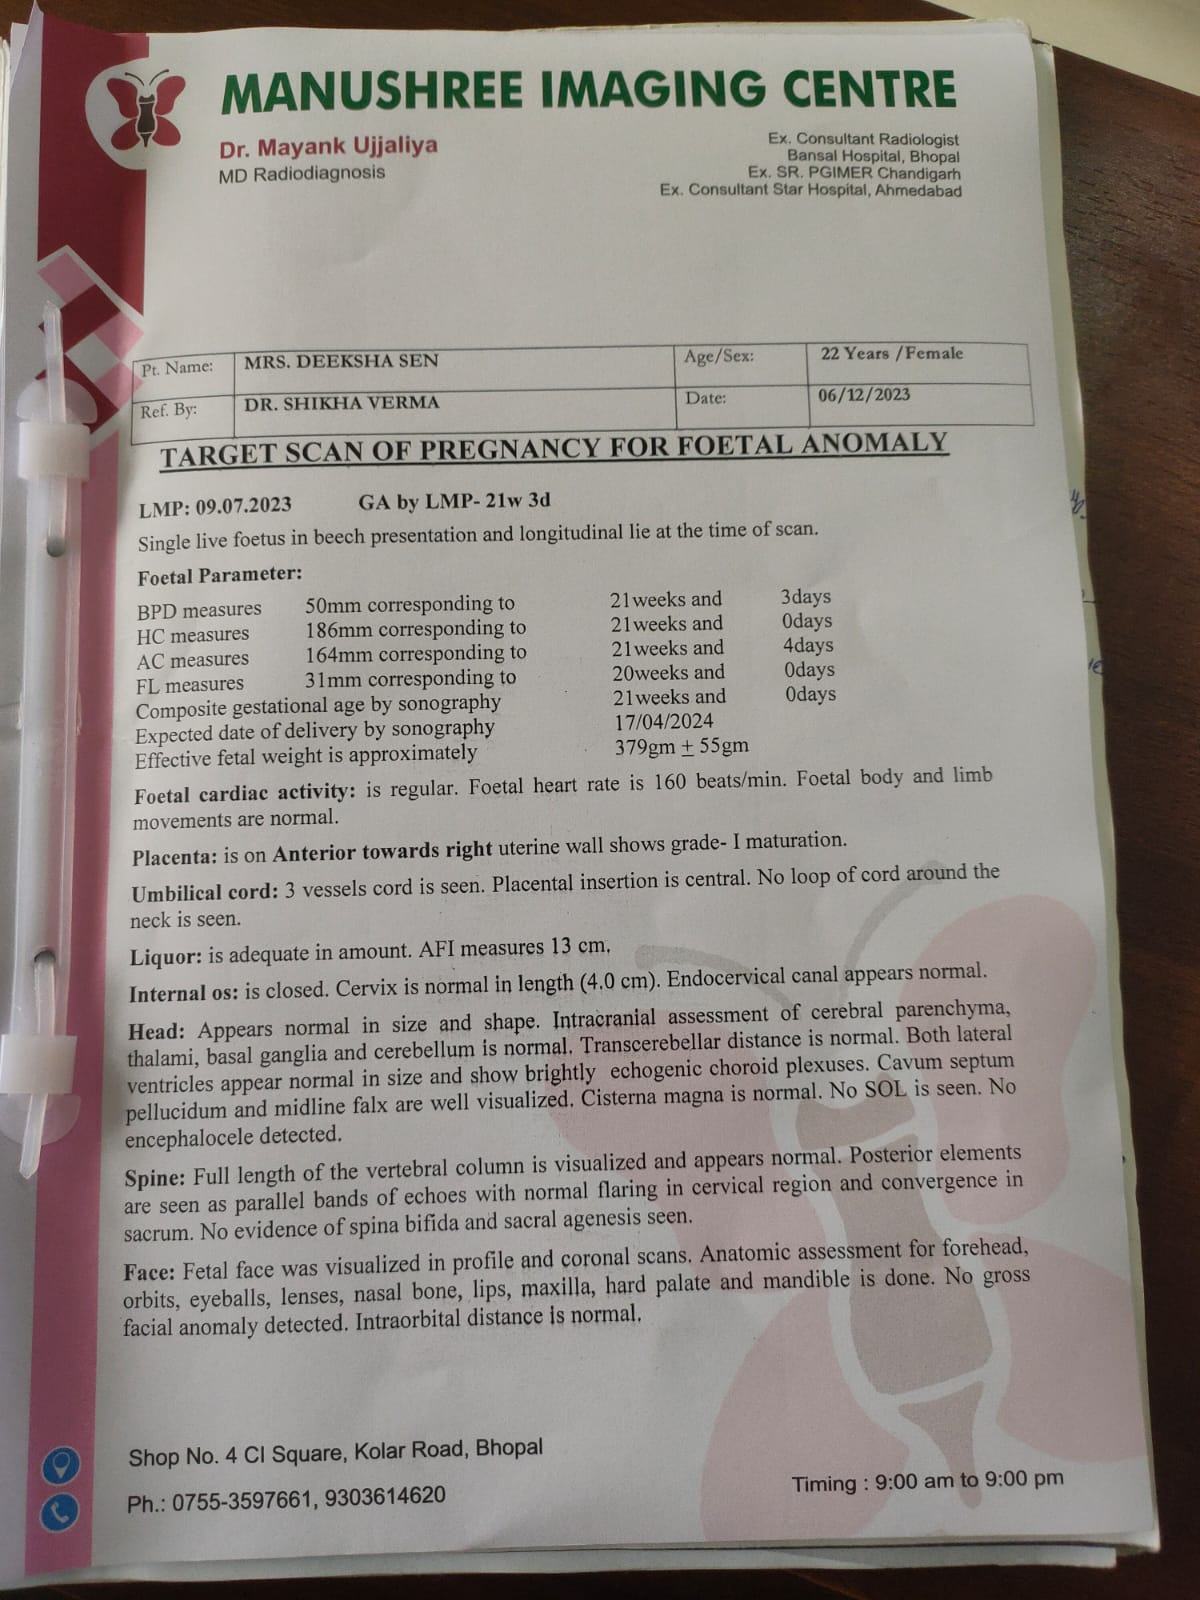 MANUSHREE IMAGING CENTRE
Dr. Mayank Ujjaliya
MD Radiodiagnosis
Ex. Consultant Radiologist
Bansal Hospital, Bhopal
Ex. SR. PGIMER Chandigarh
Ex. Consultant Star Hospital, Ahmedabad
Pt. Name: MRS. DEEKSHA SEN Age/Sex: 22 Years /Female
Ref. By: DR. SHIKHA VERMA Date: 06/12/2023
TARGET SCAN OF PREGNANCY FOR FOETAL ANOMALY
LMP: 09.07.2023 GA by LMP- 21w 3d
Single live foetus in beech presentation and longitudinal lie at the time of scan.
Foetal Parameter:
BPD measures 50mm corresponding to 21weeks and 3days
HC measures 186mm corresponding to 21weeks and 0days
AC measures 164mm corresponding to 21weeks and 4days
FL measures 31mm corresponding to 20weeks and 0days
Composite gestational age by sonography 21weeks and 0days
Expected date of delivery by sonography 17/04/2024
Effective fetal weight is approximately 379gm ± 55gm
Foetal cardiac activity: is regular. Foetal heart rate is 160 beats/min. Foetal body and limb
movements are normal.
Placenta: is on Anterior towards right uterine wall shows grade- I maturation.
Umbilical cord: 3 vessels cord is seen. Placental insertion is central. No loop of cord around the
neck is seen.
Liquor: is adequate in amount. AFI measures 13 cm.
Internal os: is closed. Cervix is normal in length (4.0 cm). Endocervical canal appears normal.
Head: Appears normal in size and shape. Intracranial assessment of cerebral parenchyma,
thalami, basal ganglia and cerebellum is normal. Transcerebellar distance is normal. Both lateral
ventricles appear normal in size and show brightly echogenic choroid plexuses. Cavum septum
pellucidum and midline falx are well visualized. Cisterna magna is normal. No SOL is seen. No
encephalocele detected.
Spine: Full length of the vertebral column is visualized and appears normal. Posterior elements
are seen as parallel bands of echoes with normal flaring in cervical region and convergence in
sacrum. No evidence of spina bifida and sacral agenesis seen.
Face: Fetal face was visualized in profile and coronal scans. Anatomic assessment for forehead,
orbits, eyeballs, lenses, nasal bone, lips, maxilla, hard palate and mandible is done. No gross
facial anomaly detected. Intraorbital distance is normal.
Shop No. 4 CI Square, Kolar Road, Bhopal
Ph.: 0755-3597661, 9303614620
Timing : 9:00 am to 9:00 pm